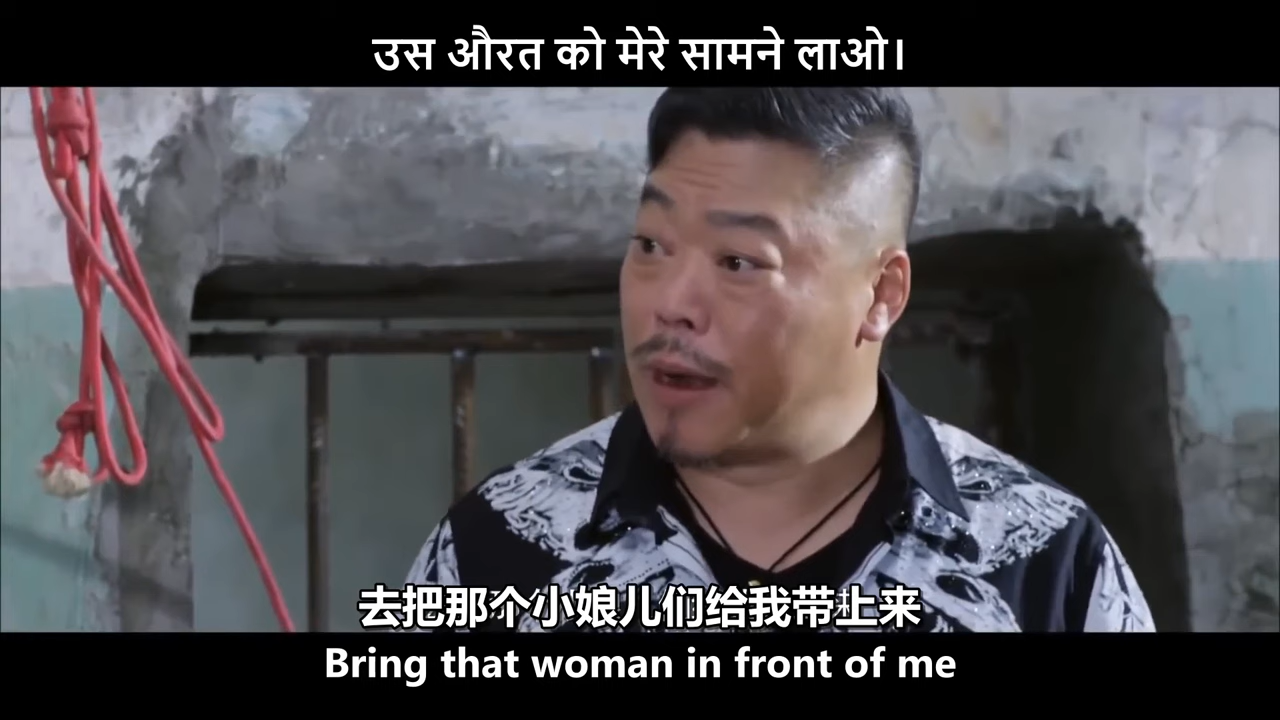 उस औरत को मेरे सामने लाओ।
去把那个小娘儿们给我带上来
Bring that woman in front of me